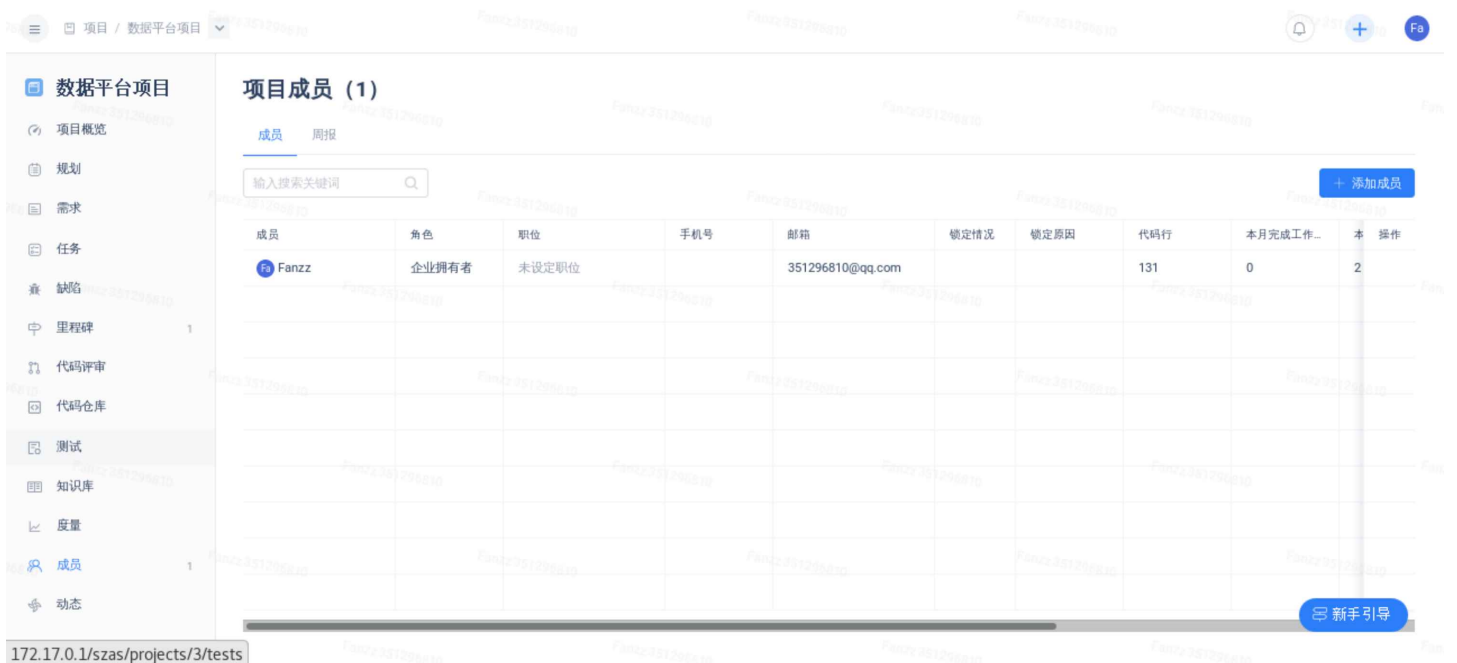 项目 / 数据平台项目
Fa
数据平台项目
项目概览
规划
需求
任务
缺陷
里程碑 1
代码评审
代码仓库
测试
知识库
度量
成员 1
动态
项目成员（1）
成员 周报
输入搜索关键词
+ 添加成员
成员 角色 职位 手机号 邮箱 锁定情况 锁定原因 代码行 本月完成工作... 本 操作
Fa Fanzz 企业拥有者 未设定职位 351296810@qq.com 131 0 2
新手引导
172.17.0.1/szas/projects/3/tests
Fanzz 351296810